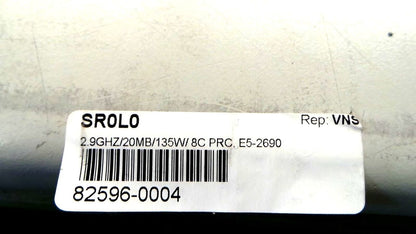 SR0L0 Rep: VNS
2.9GHZ/20MB/135W/ 8C PRC, E5-2690
82596-0004